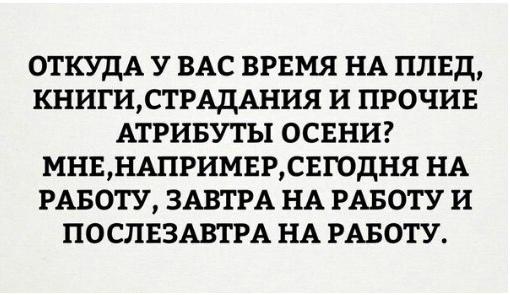 ОТКУДА У ВАС ВРЕМЯ НА ПЛЕД,
КНИГИ,СТРАДАНИЯ И ПРОЧИЕ
АТРИБУТЫ ОСЕНИ?
МНЕ,НАПРИМЕР,СЕГОДНЯ НА
РАБОТУ, ЗАВТРА НА РАБОТУ И
ПОСЛЕЗАВТРА НА РАБОТУ.